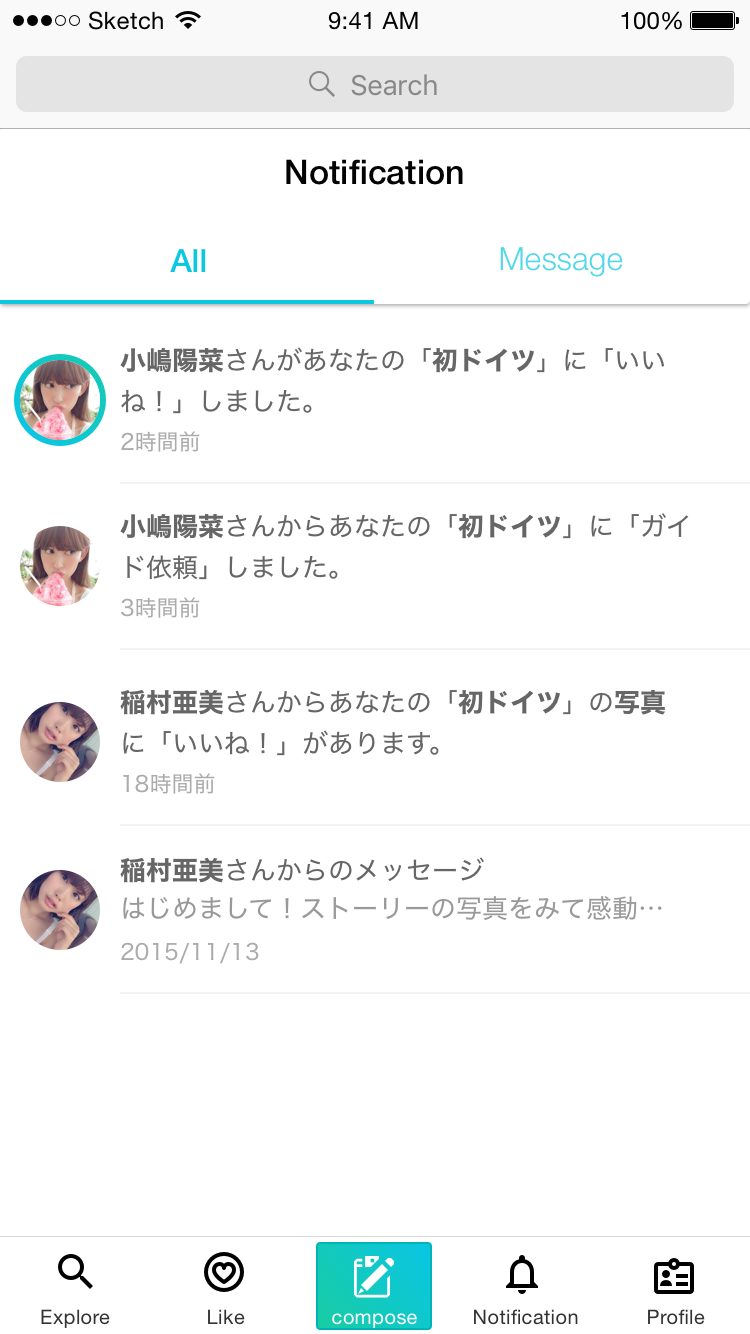 Sketch 9:41 AM 100%
Search
Notification
All Message
小嶋陽菜さんがあなたの「初ドイツ」に「いい
ね！」しました。
2時間前
小嶋陽菜さんからあなたの「初ドイツ」に「ガイ
ド依頼」しました。
3時間前
稲村亜美さんからあなたの「初ドイツ」の写真
に「いいね！」があります。
18時間前
稲村亜美さんからのメッセージ
はじめまして！ストーリーの写真をみて感動…
2015/11/13
Explore Like compose Notification Profile